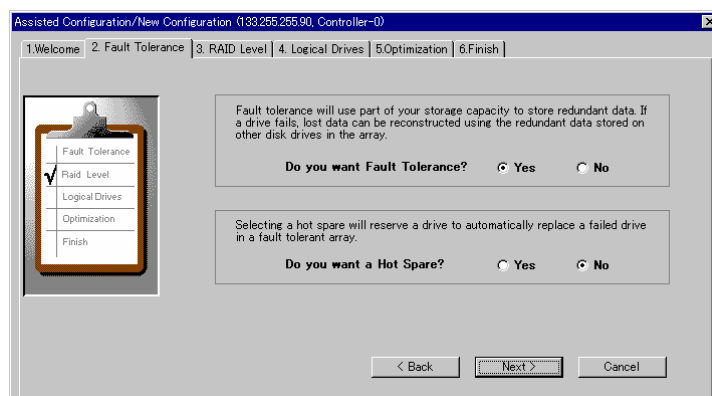 Assisted Configuration/New Configuration (133.255.255.90, Controller-0)
1.Welcome 2. Fault Tolerance 3. RAID Level 4. Logical Drives 5.Optimization 6.Finish
Fault Tolerance
Raid Level
Logical Drives
Optimization
Finish
Fault tolerance will use part of your storage capacity to store redundant data. If
a drive fails, lost data can be reconstructed using the redundant data stored on
other disk drives in the array.
Do you want Fault Tolerance? Yes No
Selecting a hot spare will reserve a drive to automatically replace a failed drive
in a fault tolerant array.
Do you want a Hot Spare? Yes No
< Back Next > Cancel